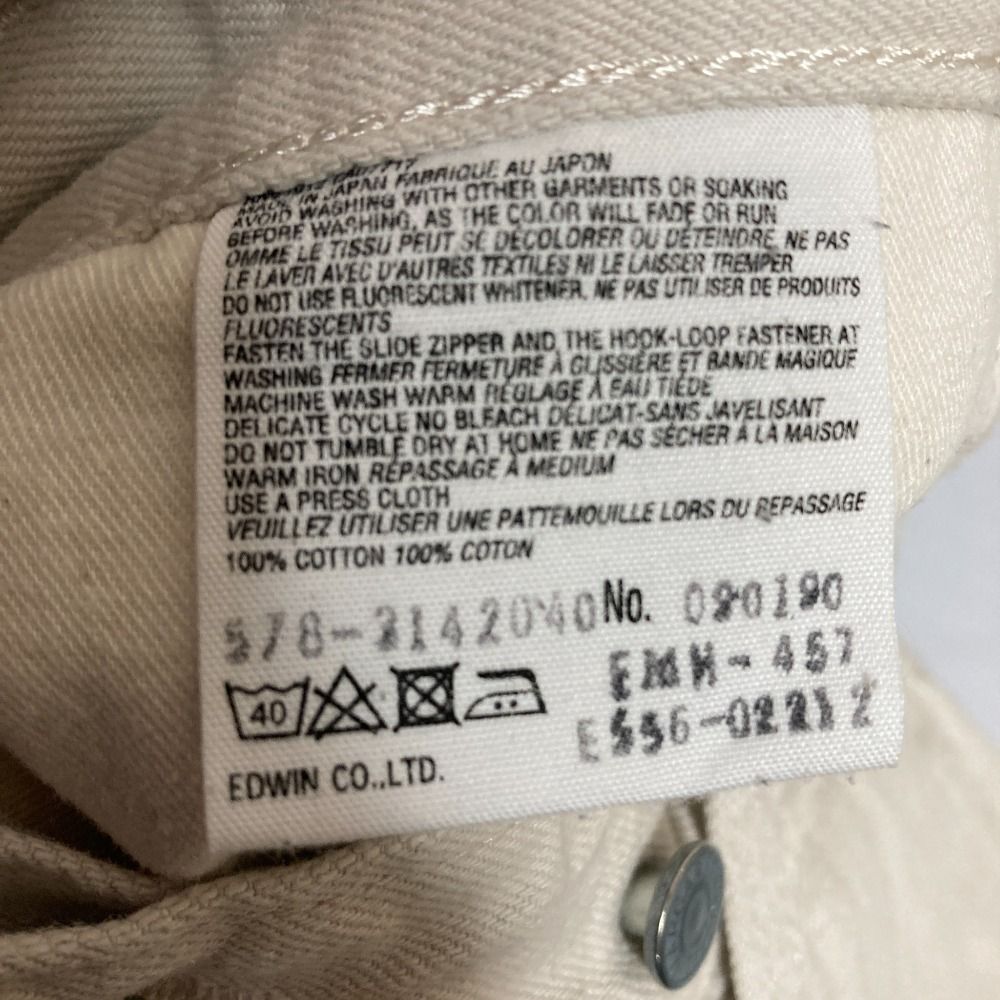 MADE IN JAPAN FABRIQUE AU JAPON
AVOID WASHING WITH OTHER GARMENTS OR SOAKING
BEFORE WASHING, AS THE COLOR WILL FADE OR RUN
OMME LE TISSU PEUT SE DÉCOLORER OU DÉTEINDRE, NE PAS
LE LAVER AVEC D'AUTRES TEXTILES NI LE LAISSER TREMPER
DO NOT USE FLUORESCENT WHITENER. NE PAS UTILISER DE PRODUITS
FLUORESCENTS
FASTEN THE SLIDE ZIPPER AND THE HOOK-LOOP FASTENER AT
WASHING FERMER FERMETURE À GLISSIÈRE ET BANDE MAGIQUE
MACHINE WASH WARM RÉGLAGE À EAU TIÈDE
DELICATE CYCLE NO BLEACH DÉLICAT-SANS JAVELISANT
DO NOT TUMBLE DRY AT HOME NE PAS SÉCHER À LA MAISON
WARM IRON RÉPASSAGE À MEDIUM
USE A PRESS CLOTH
VEUILLEZ UTILISER UNE PATTEMOUILLE LORS DU REPASSAGE
100% COTTON 100% COTON
No.
40
EDWIN CO.,LTD.